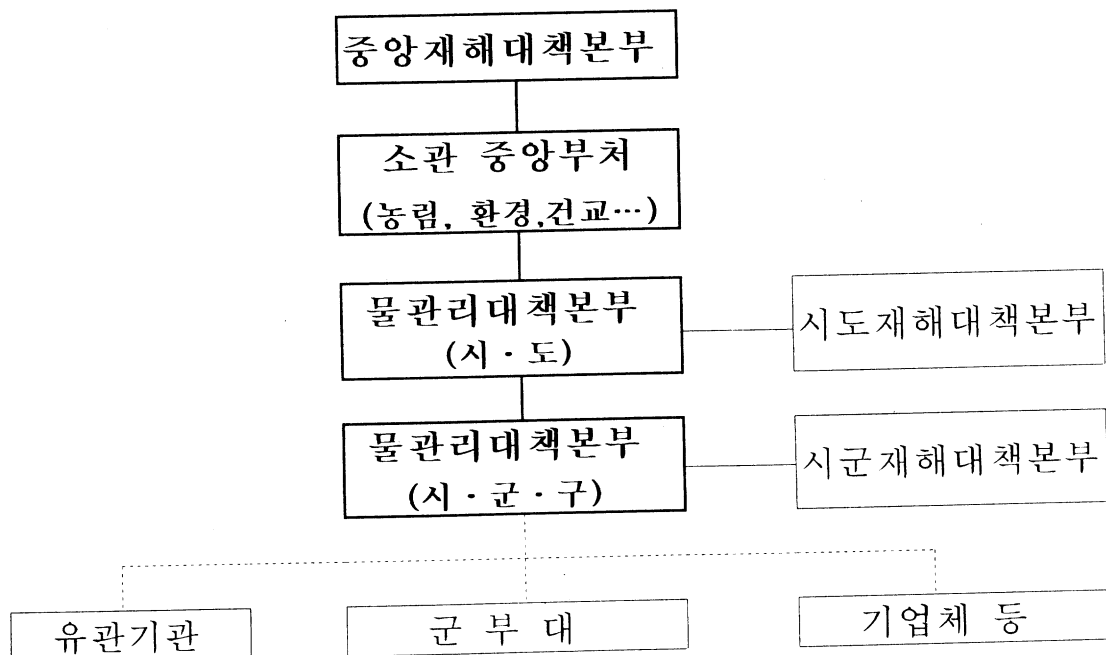 중앙재해대책본부
소관 중앙부처
(농림, 환경,건교…)
물관리대책본부
(시·도)
시도재해대책본부
물관리대책본부
(시·군·구)
시군재해대책본부
유관기관
군 부 대
기업체 등